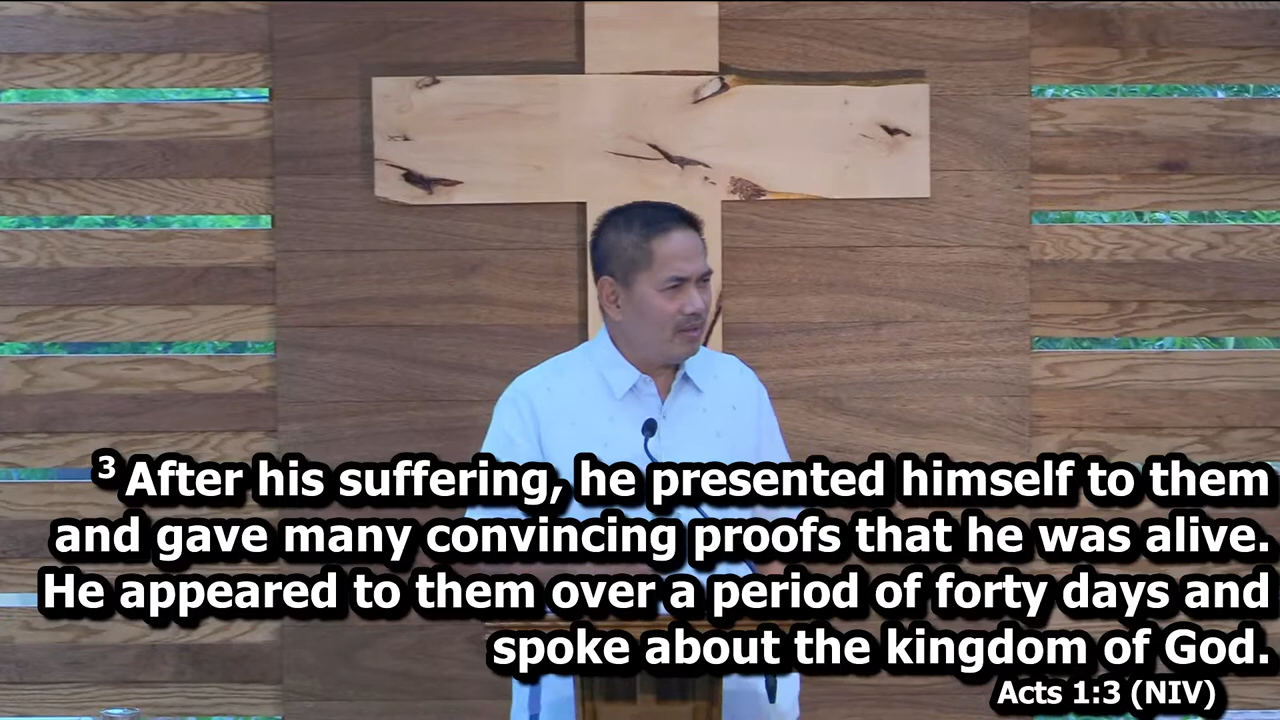 ³ After his suffering, he presented himself to them
and gave many convincing proofs that he was alive.
He appeared to them over a period of forty days and
spoke about the kingdom of God.
Acts 1:3 (NIV)